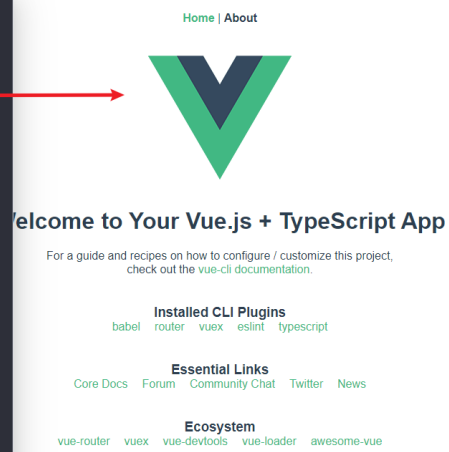 Home | About
elcome to Your Vue.js + TypeScript App
For a guide and recipes on how to configure / customize this project,
check out the vue-cli documentation.
Installed CLI Plugins
babel router vuex eslint typescript
Essential Links
Core Docs Forum Community Chat Twitter News
Ecosystem
vue-router vuex vue-devtools vue-loader awesome-vue